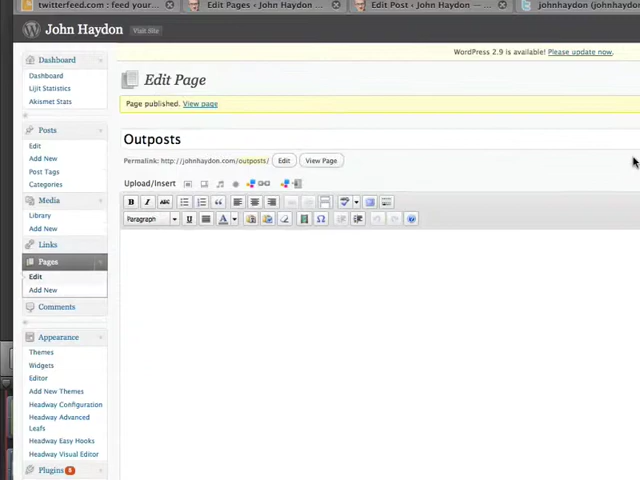 twitterfeed.com : feed your...
Edit Pages ‹ John Haydon —...
Edit Post ‹ John Haydon — ...
johnhaydon (johnhaydo
John Haydon
Visit Site
WordPress 2.9 is available! Please update now.
Dashboard
Dashboard
Lijit Statistics
Akismet Stats
Posts
Edit
Add New
Post Tags
Categories
Media
Library
Add New
Links
Pages
Edit
Add New
Comments
Appearance
Themes
Widgets
Editor
Add New Themes
Headway Configuration
Headway Advanced
Leafs
Headway Easy Hooks
Headway Visual Editor
Plugins 8
Edit Page
Page published. View page
Outposts
Permalink: http://johnhaydon.com/outposts/ Edit View Page
Upload/Insert
B I ABC
Paragraph U A Ω